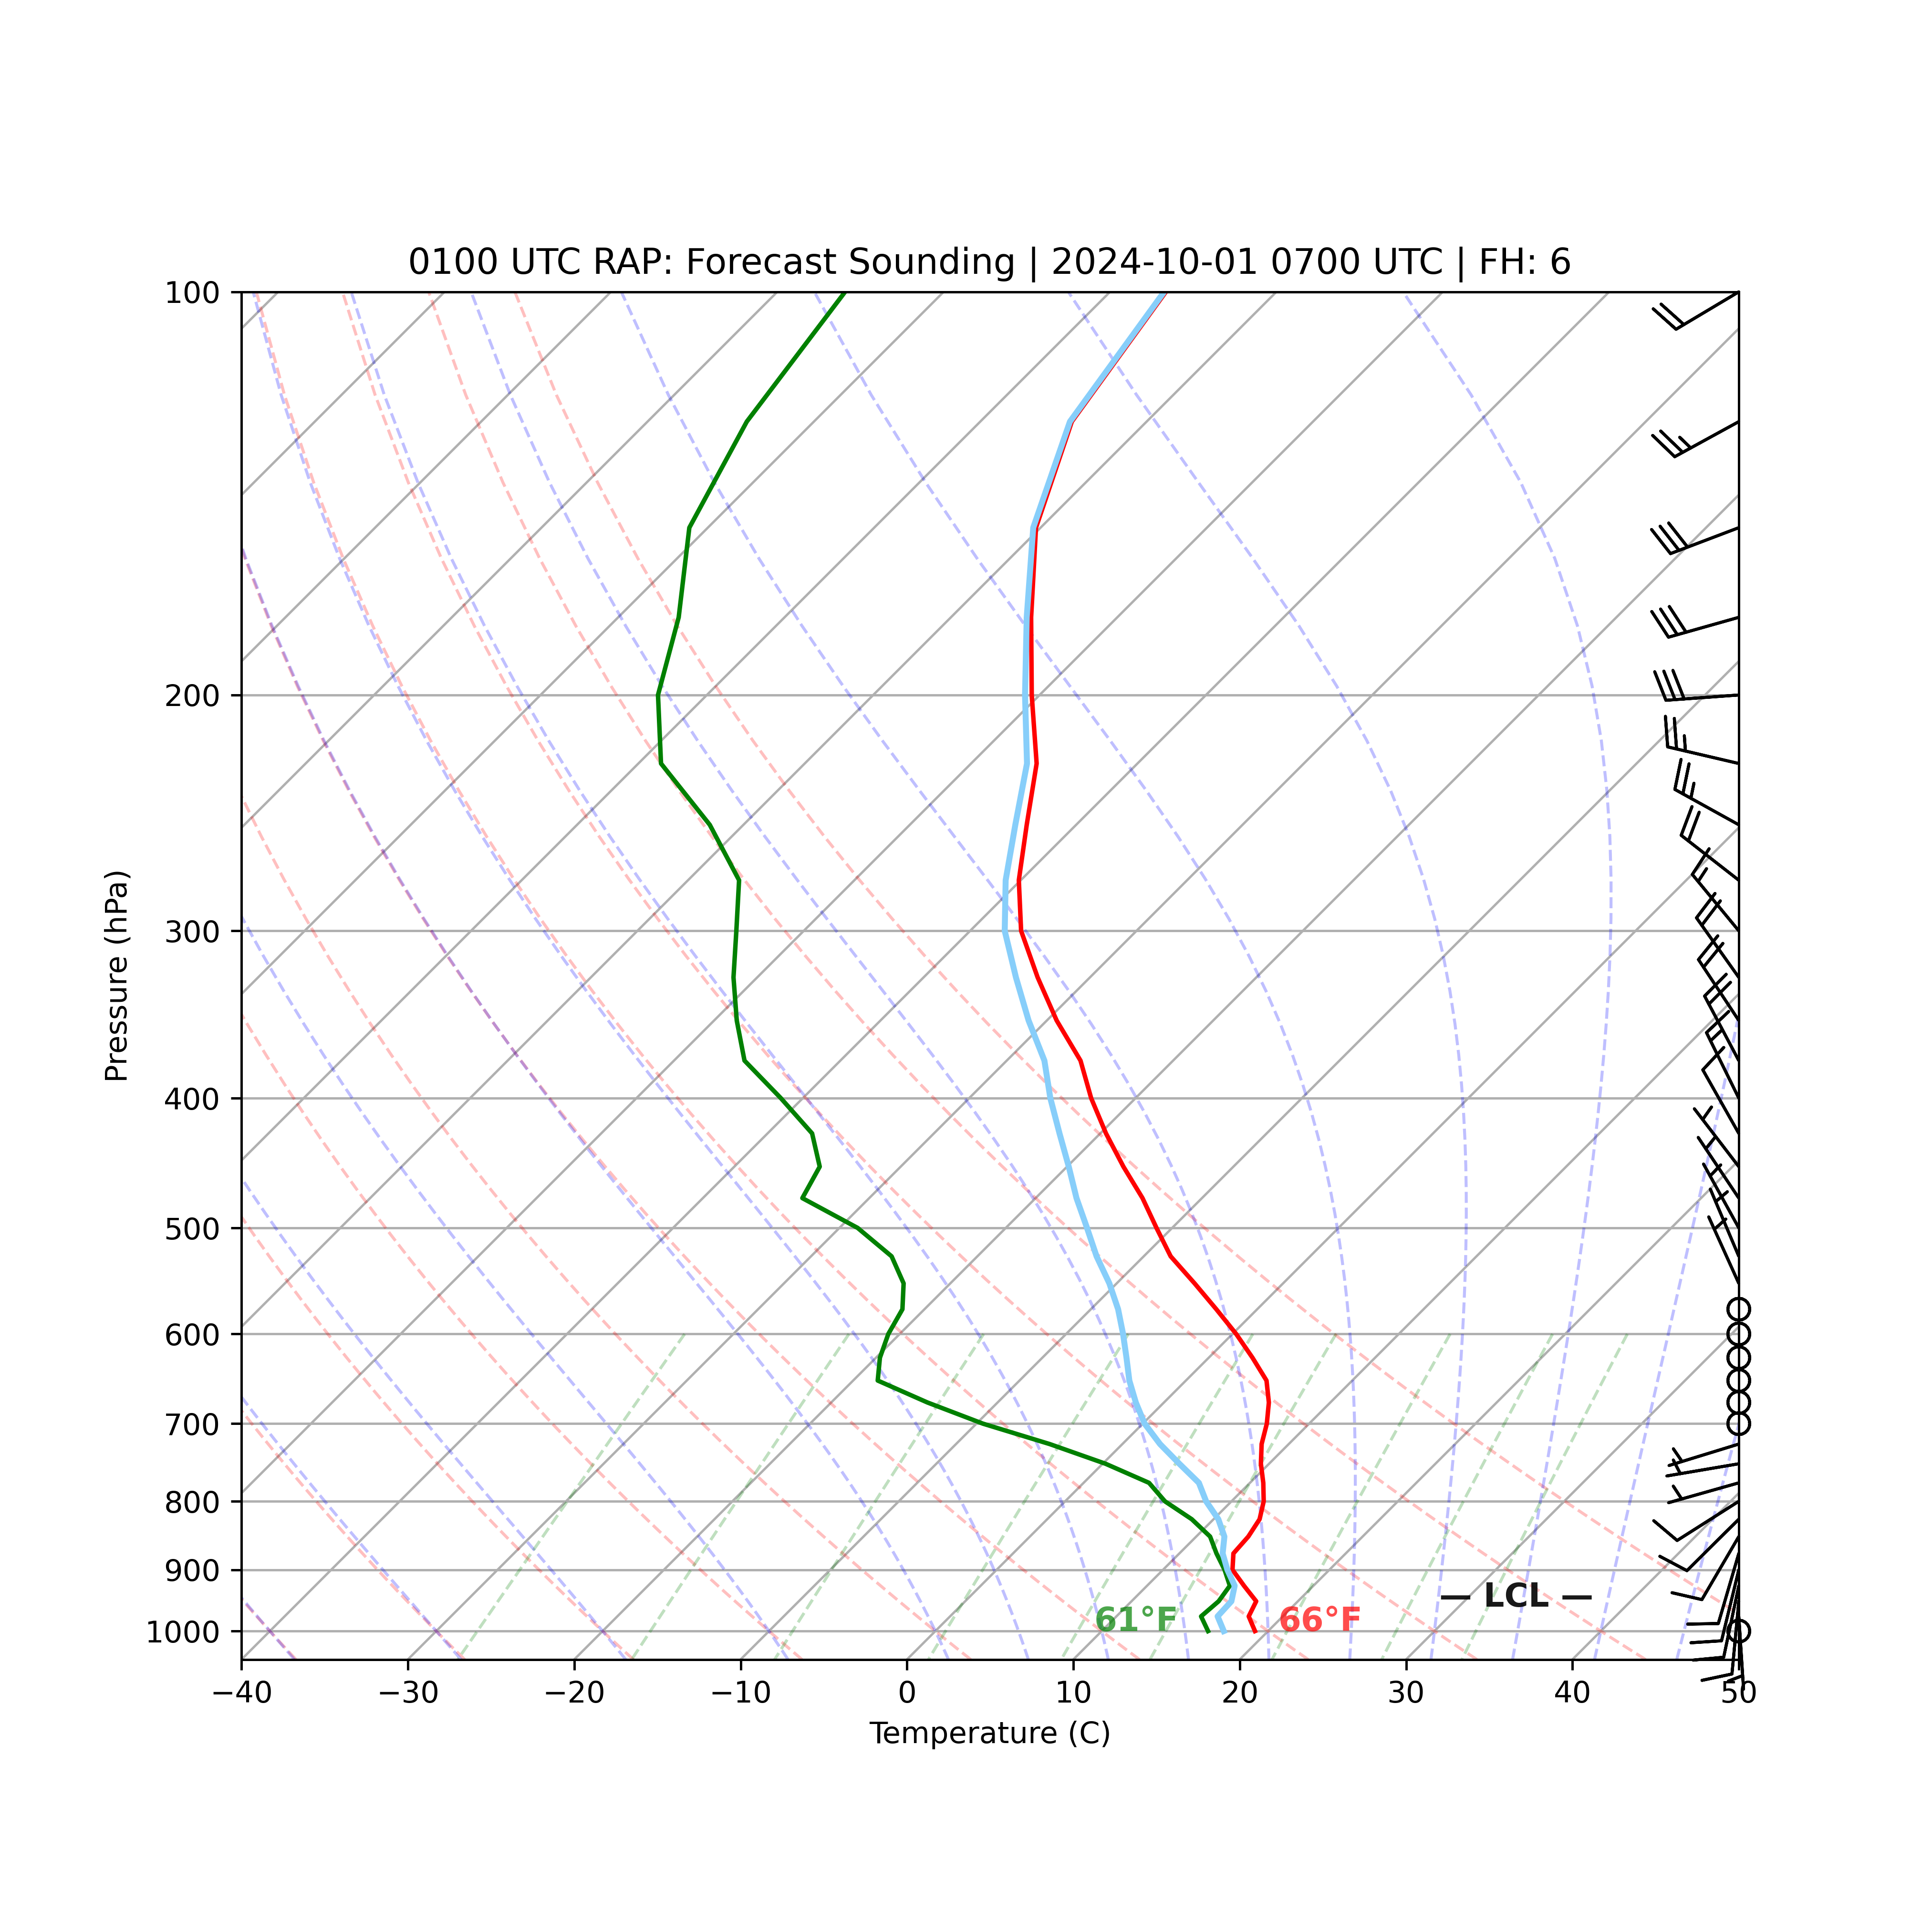 0100 UTC RAP: Forecast Sounding | 2024-10-01 0700 UTC | FH: 6
100
200
300
400
500
600
700
800
900
1000
Pressure (hPa)
— LCL —
61°F
66°F
−40 −30 −20 −10 0 10 20 30 40 50
Temperature (C)